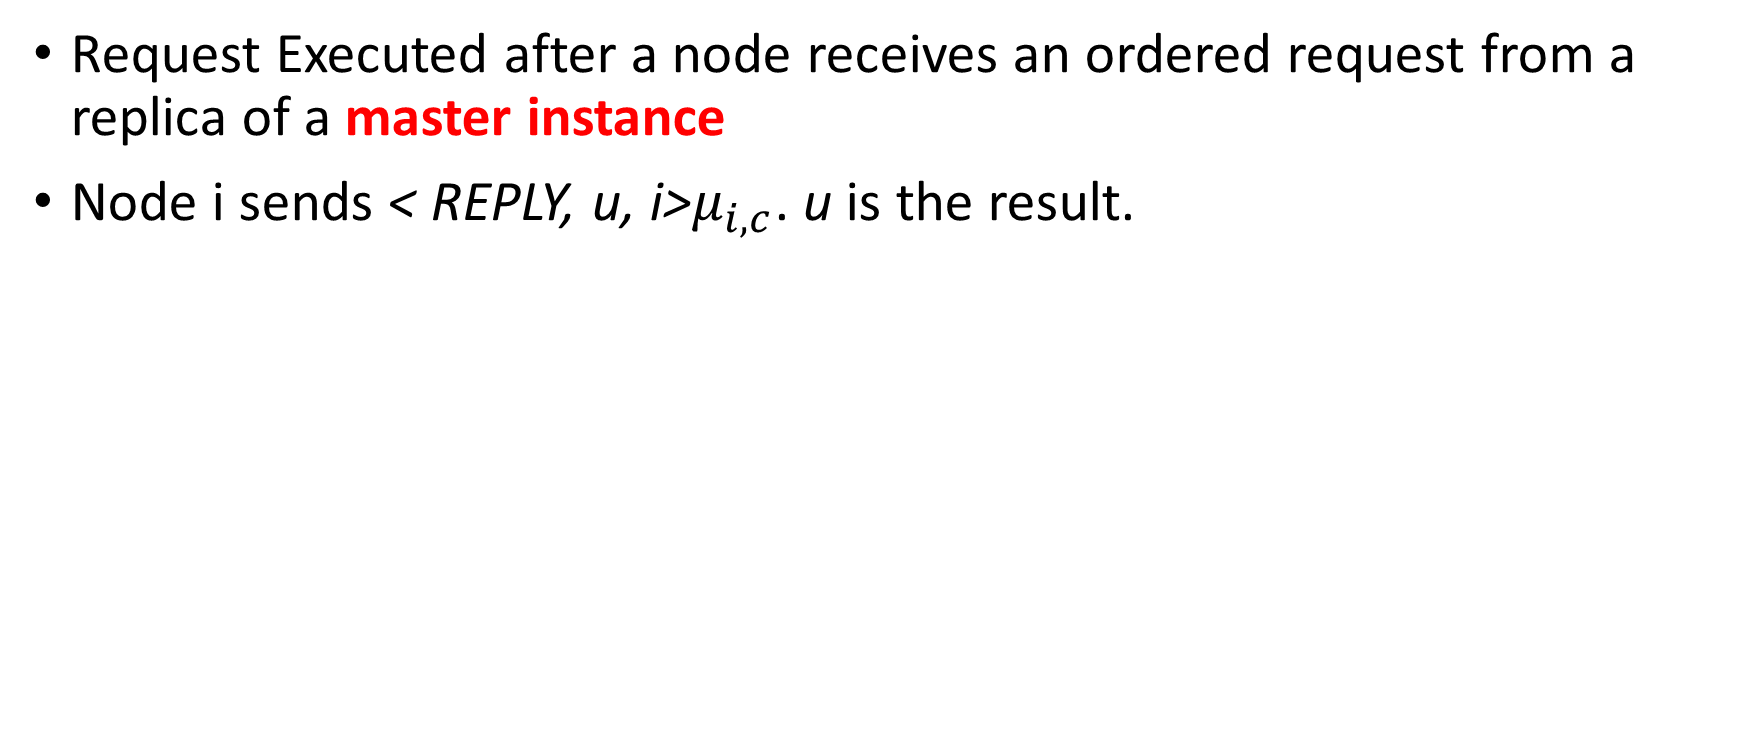 • Request Executed after a node receives an ordered request from a
replica of a master instance
• Node i sends < REPLY, u, i>μi,c. u is the result.